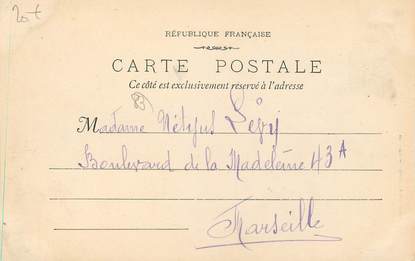 20+
RÉPUBLIQUE FRANÇAISE
CARTE POSTALE
Ce côté est exclusivement réservé à l'adresse
Madame Lévy
Boulevard de la Madeleine 43 A
Marseille